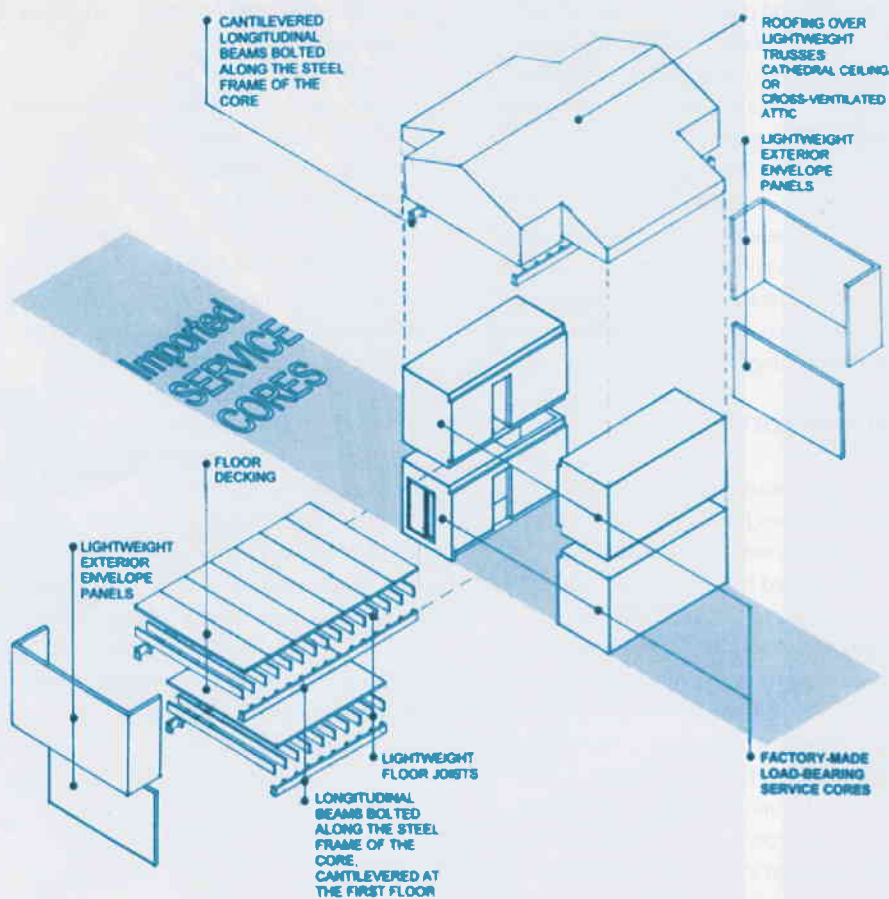 CANTILEVERED
LONGITUDINAL
BEAMS BOLTED
ALONG THE STEEL
FRAME OF THE
CORE
ROOFING OVER
LIGHTWEIGHT
TRUSSES
CATHEDRAL CEILING
OR
CROSS-VENTILATED
ATTIC
LIGHTWEIGHT
EXTERIOR
ENVELOPE
PANELS
Imported
SERVICE
CORES
FLOOR
DECKING
LIGHTWEIGHT
EXTERIOR
ENVELOPE
PANELS
LIGHTWEIGHT
FLOOR JOISTS
LONGITUDINAL
BEAMS BOLTED
ALONG THE STEEL
FRAME OF THE
CORE,
CANTILEVERED AT
THE FIRST FLOOR
FACTORY-MADE
LOAD-BEARING
SERVICE CORES